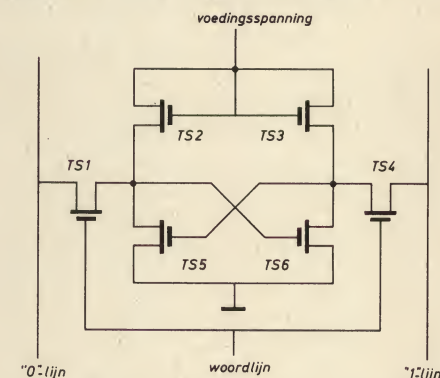 voedingsspanning
TS2
TS3
TS1
TS4
TS5
TS6
"0"-lijn
woordlijn
"1"-lijn